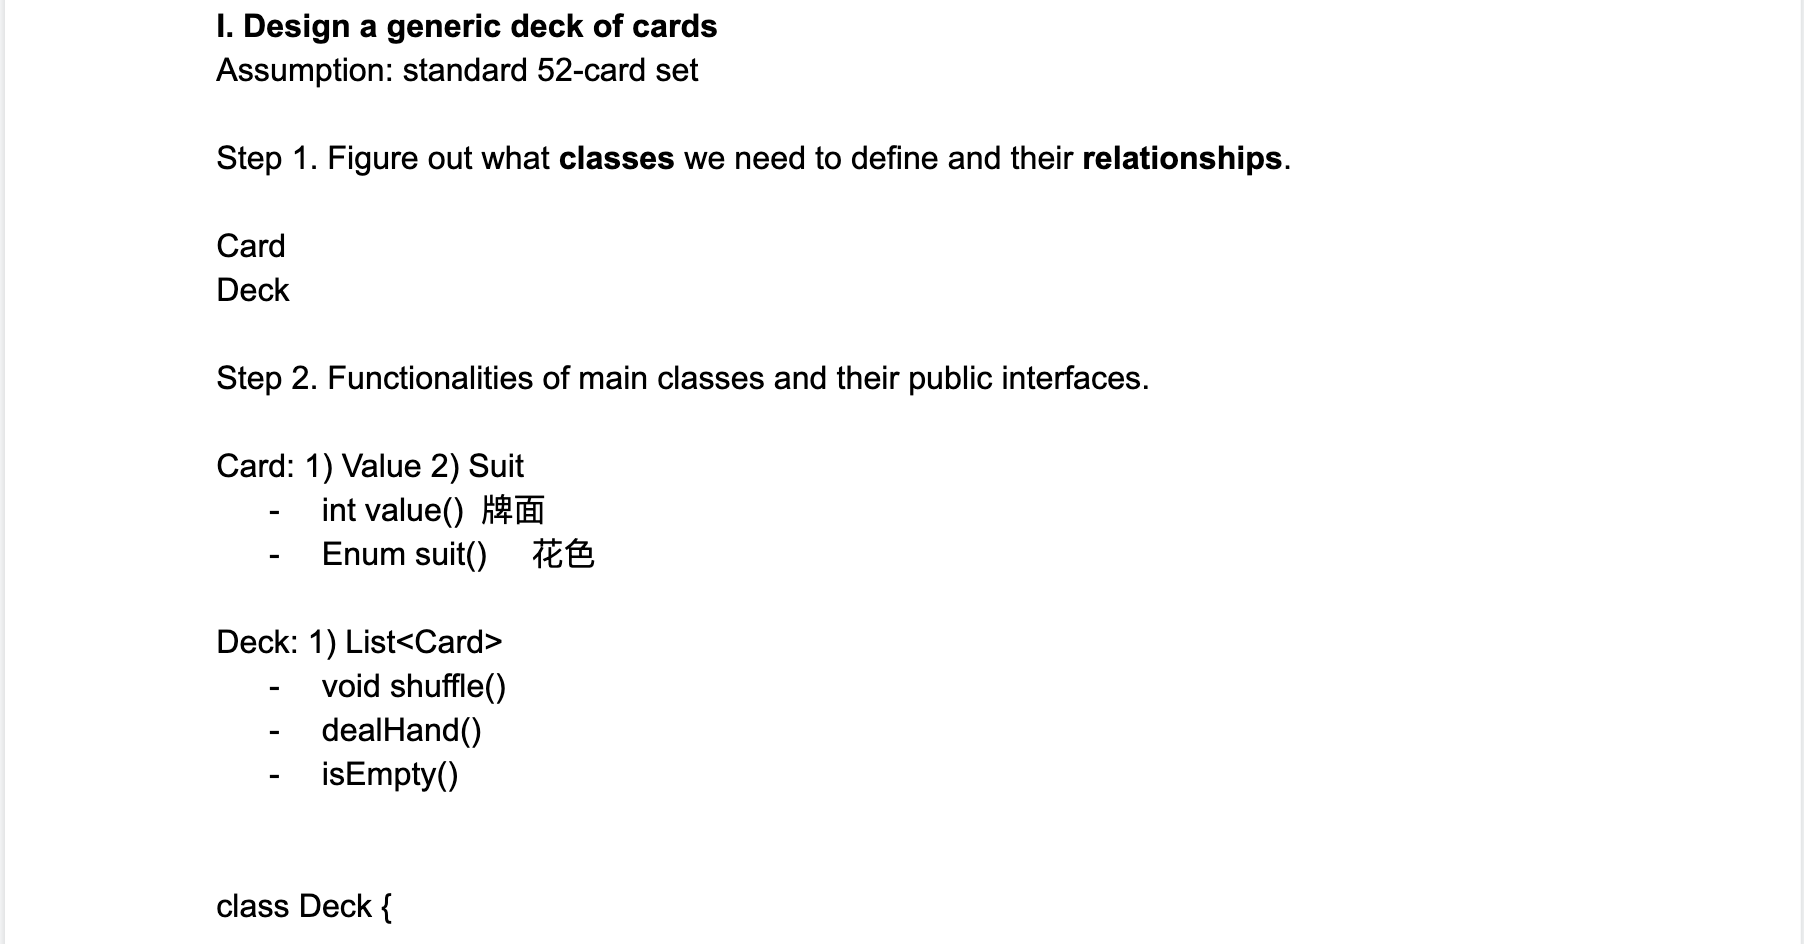 I. Design a generic deck of cards
Assumption: standard 52-card set
Step 1. Figure out what classes we need to define and their relationships.
Card
Deck
Step 2. Functionalities of main classes and their public interfaces.
Card: 1) Value 2) Suit
- int value() 牌面
- Enum suit() 花色
Deck: 1) List<Card>
- void shuffle()
- dealHand()
- isEmpty()
class Deck {